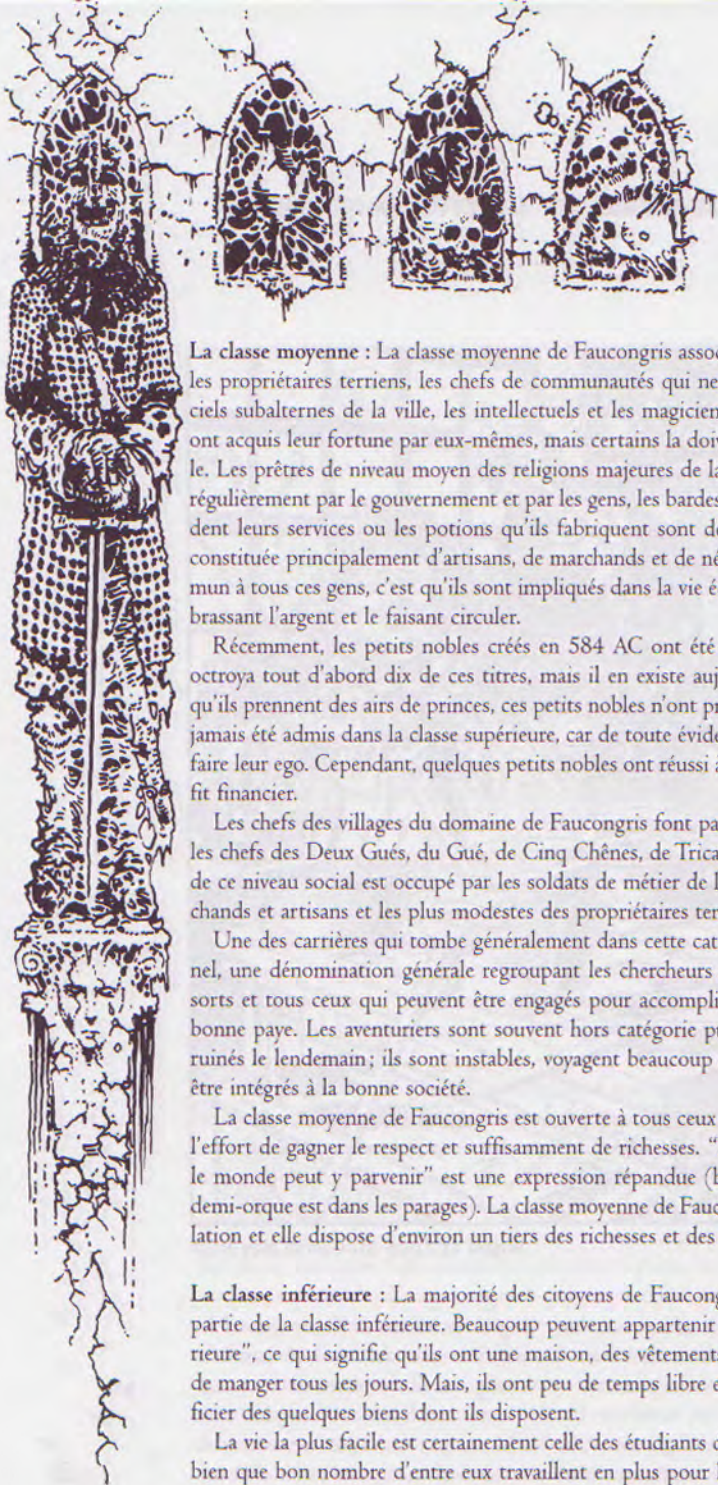 La classe moyenne : La classe moyenne de Faucongris asso
les propriétaires terriens, les chefs de communautés qui ne
ciels subalternes de la ville, les intellectuels et les magicien
ont acquis leur fortune par eux-mêmes, mais certains la doiv
le. Les prêtres de niveau moyen des religions majeures de la
régulièrement par le gouvernement et par les gens, les bardes
dent leurs services ou les potions qu'ils fabriquent sont d
constituée principalement d'artisans, de marchands et de né
mun à tous ces gens, c'est qu'ils sont impliqués dans la vie é
brassant l'argent et le faisant circuler.
Récemment, les petits nobles créés en 584 AC ont été
octroya tout d'abord dix de ces titres, mais il en existe auj
qu'ils prennent des airs de princes, ces petits nobles n'ont pr
jamais été admis dans la classe supérieure, car de toute évide
faire leur ego. Cependant, quelques petits nobles ont réussi à
fit financier.
Les chefs des villages du domaine de Faucongris font pa
les chefs des Deux Gués, du Gué, de Cinq Chênes, de Trica
de ce niveau social est occupé par les soldats de métier de l
chands et artisans et les plus modestes des propriétaires ter
Une des carrières qui tombe généralement dans cette cat
nel, une dénomination générale regroupant les chercheurs
sorts et tous ceux qui peuvent être engagés pour accompli
bonne paye. Les aventuriers sont souvent hors catégorie pu
ruinés le lendemain; ils sont instables, voyagent beaucoup
être intégrés à la bonne société.
La classe moyenne de Faucongris est ouverte à tous ceux
l'effort de gagner le respect et suffisamment de richesses. "
le monde peut y parvenir" est une expression répandue (b
demi-orque est dans les parages). La classe moyenne de Fauc
lation et elle dispose d'environ un tiers des richesses et des
La classe inférieure : La majorité des citoyens de Faucong
partie de la classe inférieure. Beaucoup peuvent appartenir
rieure", ce qui signifie qu'ils ont une maison, des vêtements
de manger tous les jours. Mais, ils ont peu de temps libre e
ficier des quelques biens dont ils disposent.
La vie la plus facile est certainement celle des étudiants
bien que bon nombre d'entre eux travaillent en plus pour